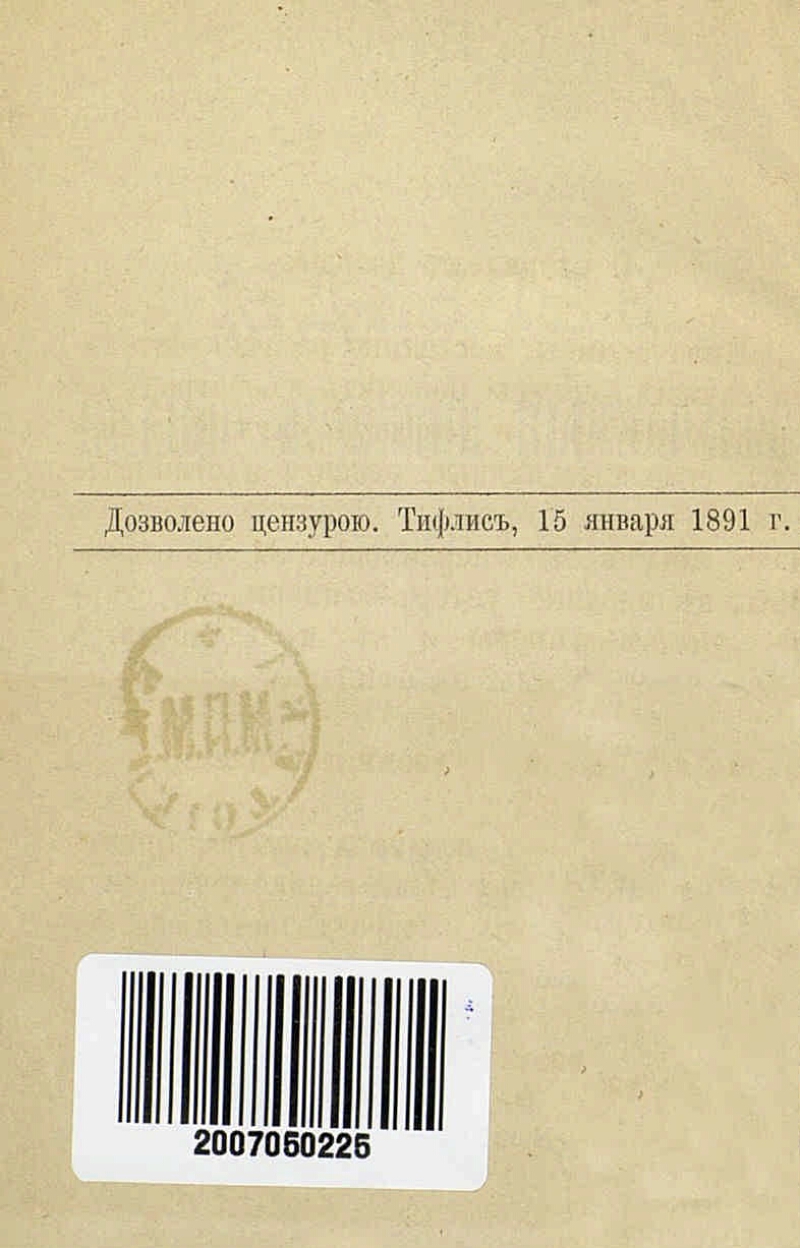 Дозволено цензурою. Тифлисъ, 15 января 1891 г.
М.П.М.
2007050225